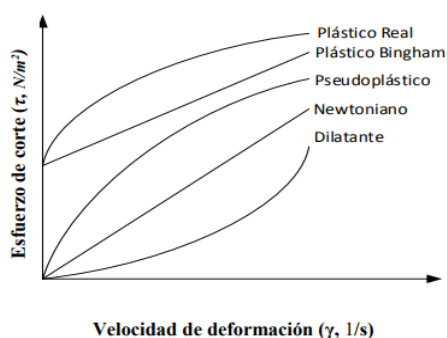 Plástico Real
Plástico Bingham
Pseudoplástico
Newtoniano
Dilatante
Esfuerzo de corte (τ, N/m²)
Velocidad de deformación (γ, 1/s)